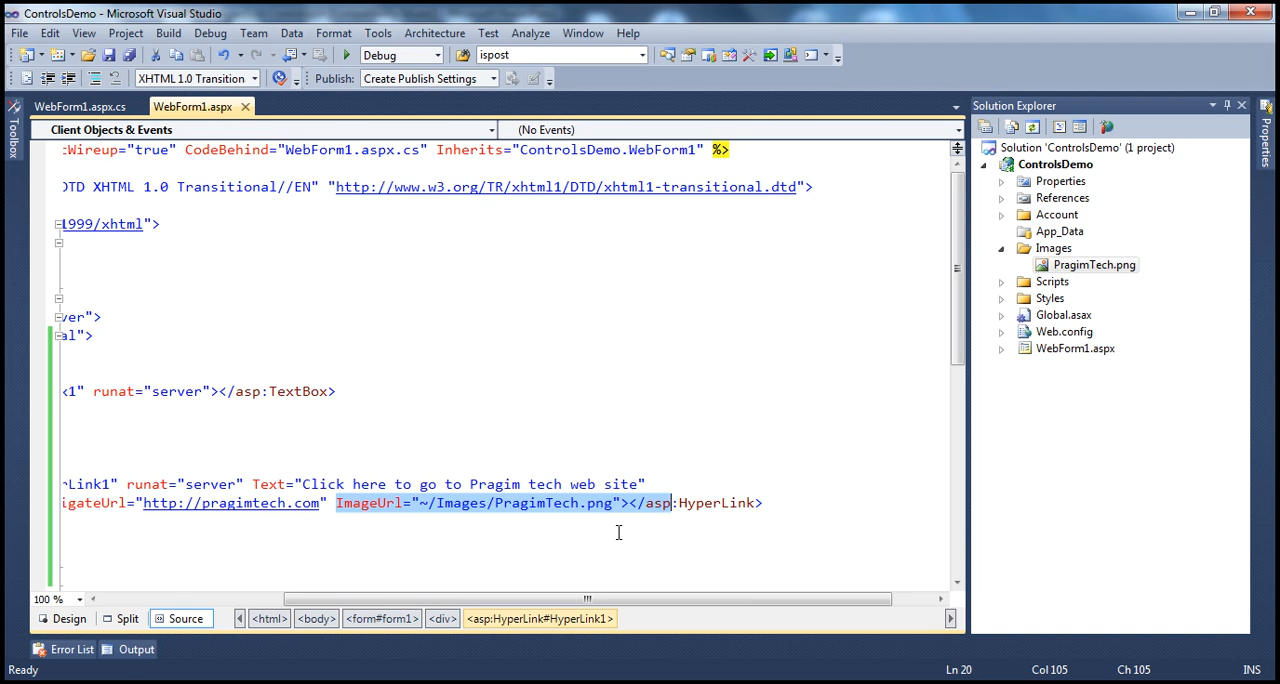 ControlsDemo - Microsoft Visual Studio
File Edit View Project Build Debug Team Data Format Tools Architecture Test Analyze Window Help
Debug ispost
XHTML 1.0 Transition Publish: Create Publish Settings
WebForm1.aspx.cs WebForm1.aspx
Client Objects & Events (No Events)
:Wireup="true" CodeBehind="WebForm1.aspx.cs" Inherits="ControlsDemo.WebForm1" %>
DTD XHTML 1.0 Transitional//EN" "http://www.w3.org/TR/xhtml1/DTD/xhtml1-transitional.dtd">
1999/xhtml">
ver">
al">
k1" runat="server"></asp:TextBox>
rLink1" runat="server" Text="Click here to go to Pragim tech web site"
igateUrl="http://pragimtech.com" ImageUrl="~/Images/PragimTech.png"></asp:HyperLink>
100 %
Design Split Source <html> <body> <form#form1> <div> <asp:HyperLink#HyperLink1>
Error List Output
Ready Ln 20 Col 105 Ch 105 INS
Toolbox
Solution Explorer
Solution 'ControlsDemo' (1 project)
ControlsDemo
Properties
References
Account
App_Data
Images
PragimTech.png
Scripts
Styles
Global.asax
Web.config
WebForm1.aspx
Properties